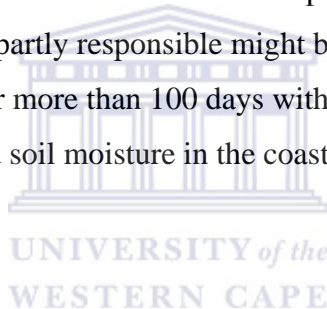 partly responsible might b
r more than 100 days with
soil moisture in the coast
UNIVERSITY of the
WESTERN CAPE